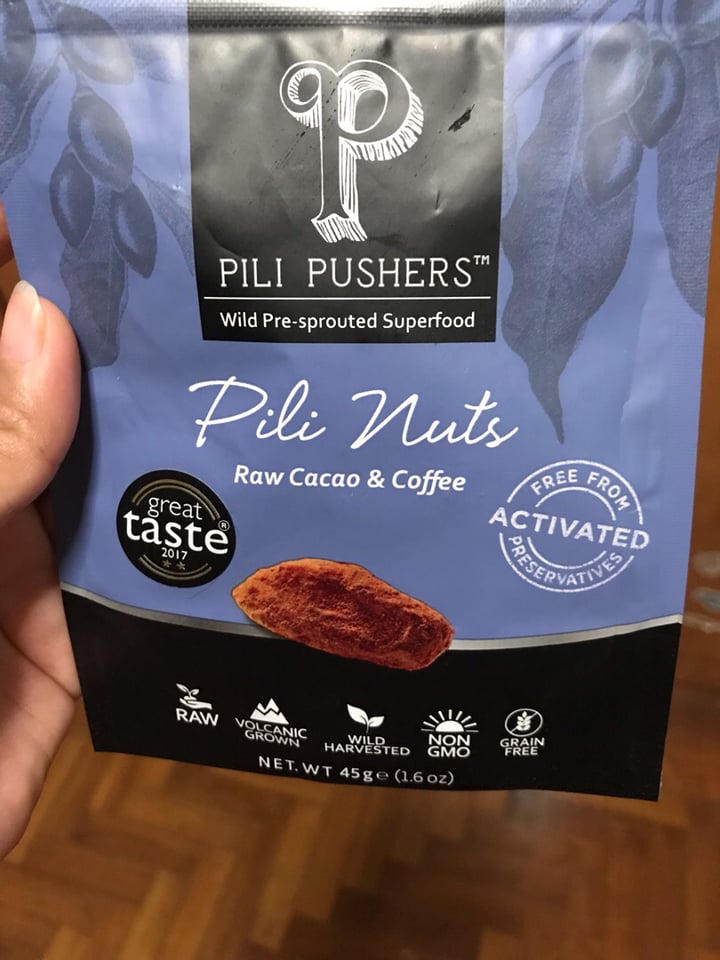 P
PILI PUSHERS™
Wild Pre-sprouted Superfood
Pili Nuts
Raw Cacao & Coffee
great
taste®
2017
FREE FROM
ACTIVATED
PRESERVATIVES
RAW
VOLCANIC
GROWN
WILD
HARVESTED
NON
GMO
GRAIN
FREE
NET. WT 45g e (1.6 oz)